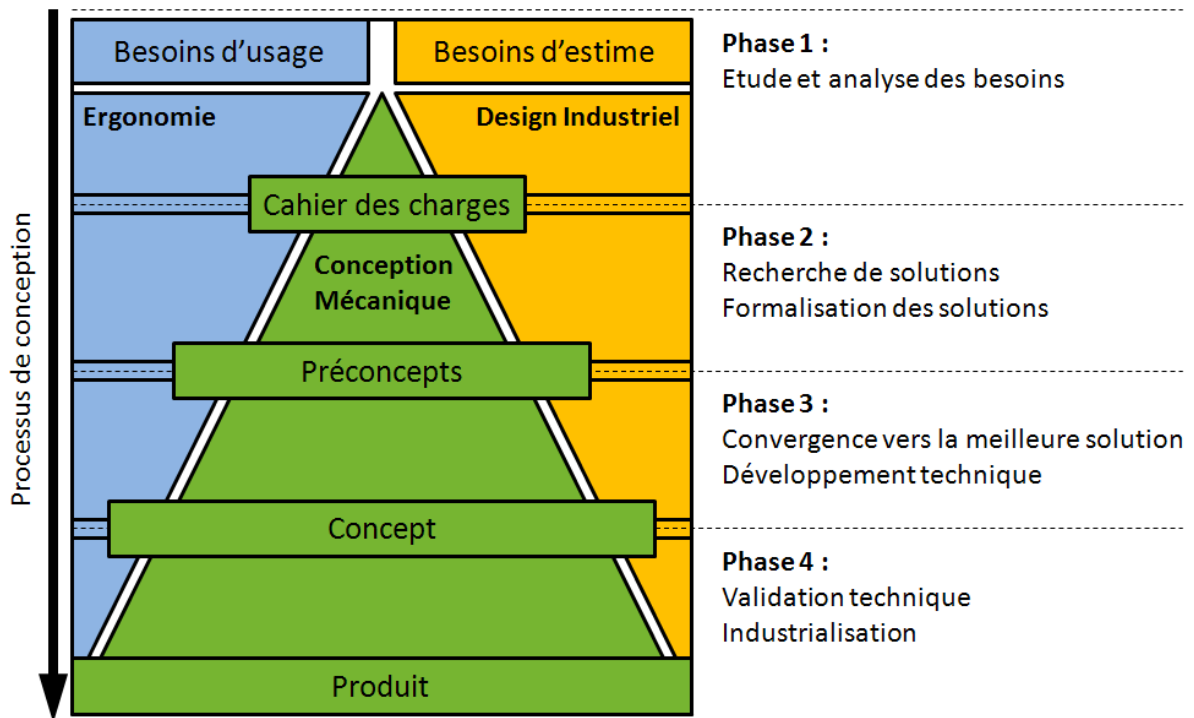 Processus de conception
Besoins d'usage
Besoins d'estime
Ergonomie
Design Industriel
Cahier des charges
Conception
Mécanique
Préconcepts
Concept
Produit
Phase 1 :
Etude et analyse des besoins
Phase 2 :
Recherche de solutions
Formalisation des solutions
Phase 3 :
Convergence vers la meilleure solution
Développement technique
Phase 4 :
Validation technique
Industrialisation